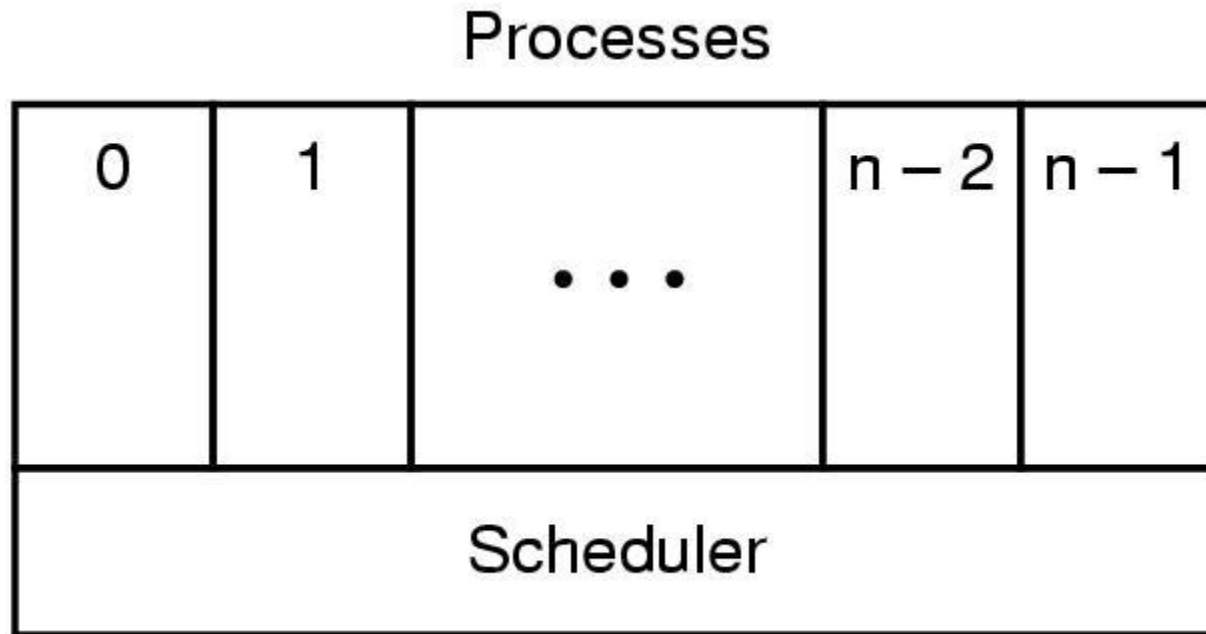 Processes
0 1 • • • n – 2 n – 1
Scheduler